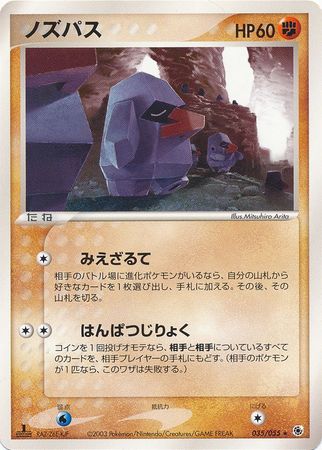 ノズパス
HP60
たね
Illus.Mitsuhiro Arita
みえざるて
相手のバトル場に進化ポケモンがいるなら、自分の山札から
好きなカードを1枚選び出し、手札に加える。その後、その
山札を切る。
はんぱつじりょく
コインを1回投げオモテなら、相手と相手についているすべて
のカードを、相手プレイヤーの手札にもどす。（相手のポケモン
が1匹なら、このワザは失敗する。）
弱点
抵抗力
にげる
1
©2003 Pokémon/Nintendo/Creatures/GAME FREAK
035/055